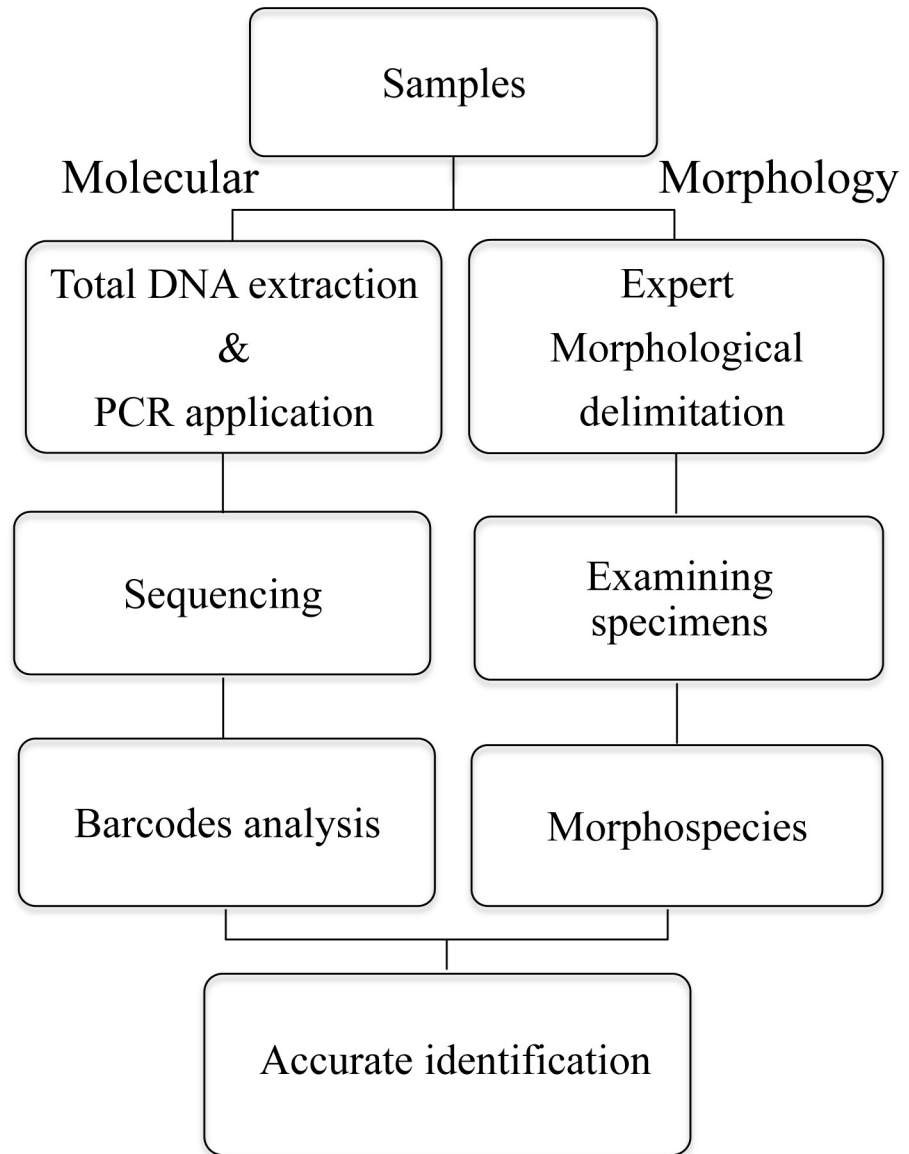 Samples
Molecular
Morphology
Total DNA extraction
&
PCR application
Expert
Morphological
delimitation
Sequencing
Examining
specimens
Barcodes analysis
Morphospecies
Accurate identification